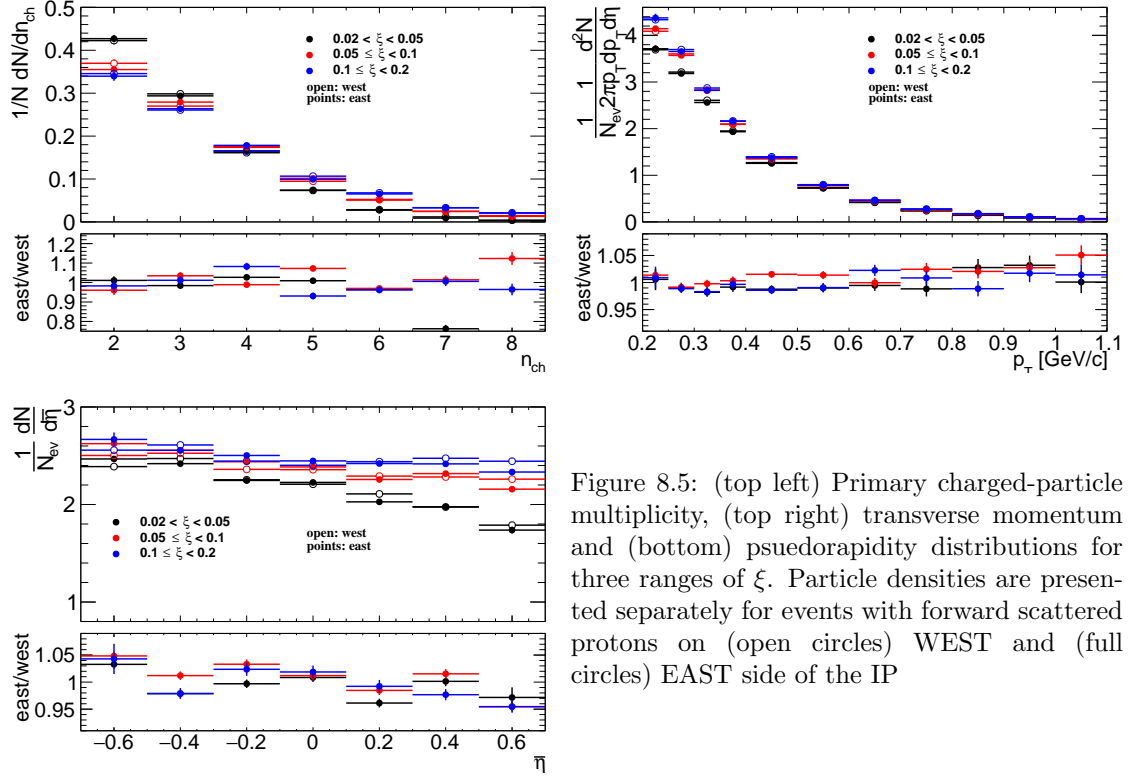 1/N dN/dn_ch
0.5
0.4
0.3
0.2
0.1
0
0.02 < ξ < 0.05
0.05 ≤ ξ < 0.1
0.1 ≤ ξ < 0.2
open: west
points: east
east/west
1.2
1.1
1
0.9
0.8
2 3 4 5 6 7 8
n_ch
1/N_ev 1/2πp_T d²N/dp_T dη
4
3
2
1
0
0.02 < ξ < 0.05
0.05 ≤ ξ < 0.1
0.1 ≤ ξ < 0.2
open: west
points: east
east/west
1.05
1
0.95
0.2 0.3 0.4 0.5 0.6 0.7 0.8 0.9 1 1.1
p_T [GeV/c]
1/N_ev dN/dη̄
3
2
1
0.02 < ξ < 0.05
0.05 ≤ ξ < 0.1
0.1 ≤ ξ < 0.2
open: west
points: east
east/west
1.05
1
0.95
−0.6 −0.4 −0.2 0 0.2 0.4 0.6
η̄
Figure 8.5: (top left) Primary charged-particle
multiplicity, (top right) transverse momentum
and (bottom) psuedorapidity distributions for
three ranges of ξ. Particle densities are presen-
ted separately for events with forward scattered
protons on (open circles) WEST and (full
circles) EAST side of the IP